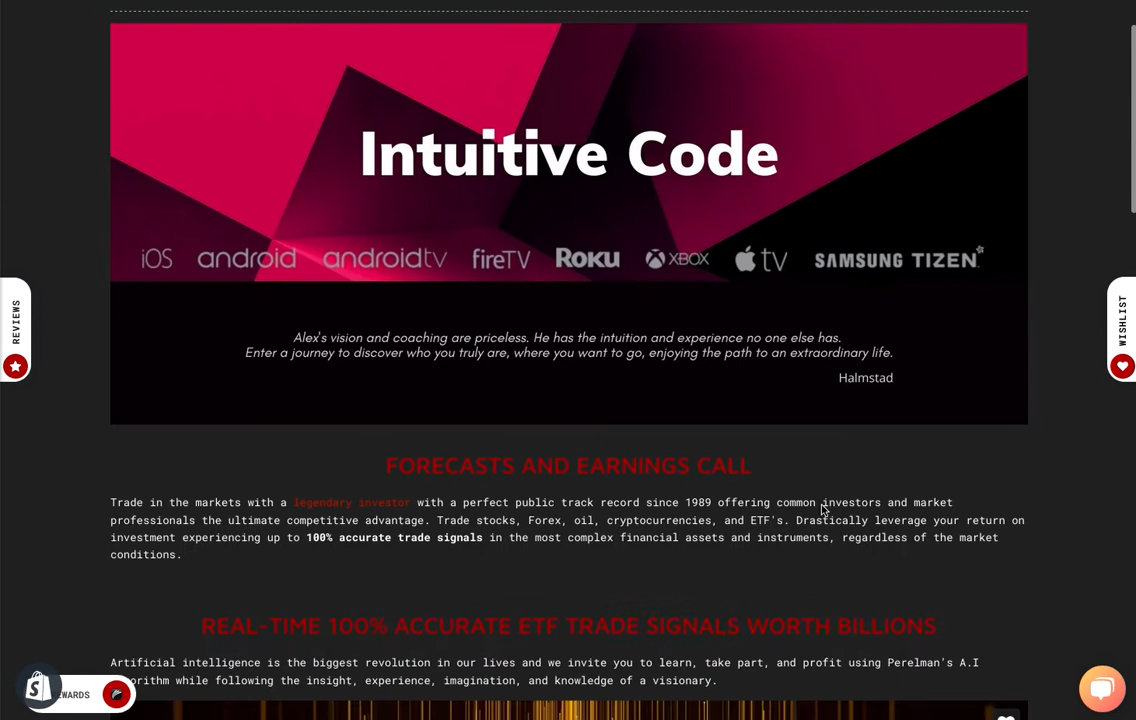 Intuitive Code
iOS android androidtv fireTV Roku XBOX tv SAMSUNG TIZEN
REVIEWS
WISHLIST
Alex's vision and coaching are priceless. He has the intuition and experience no one else has.
Enter a journey to discover who you truly are, where you want to go, enjoying the path to an extraordinary life.
Halmstad
FORECASTS AND EARNINGS CALL
Trade in the markets with a legendary investor with a perfect public track record since 1989 offering common investors and market
professionals the ultimate competitive advantage. Trade stocks, Forex, oil, cryptocurrencies, and ETF's. Drastically leverage your return on
investment experiencing up to 100% accurate trade signals in the most complex financial assets and instruments, regardless of the market
conditions.
REAL-TIME 100% ACCURATE ETF TRADE SIGNALS WORTH BILLIONS
Artificial intelligence is the biggest revolution in our lives and we invite you to learn, take part, and profit using Perelman's A.I
while following the insight, experience, imagination, and knowledge of a visionary.